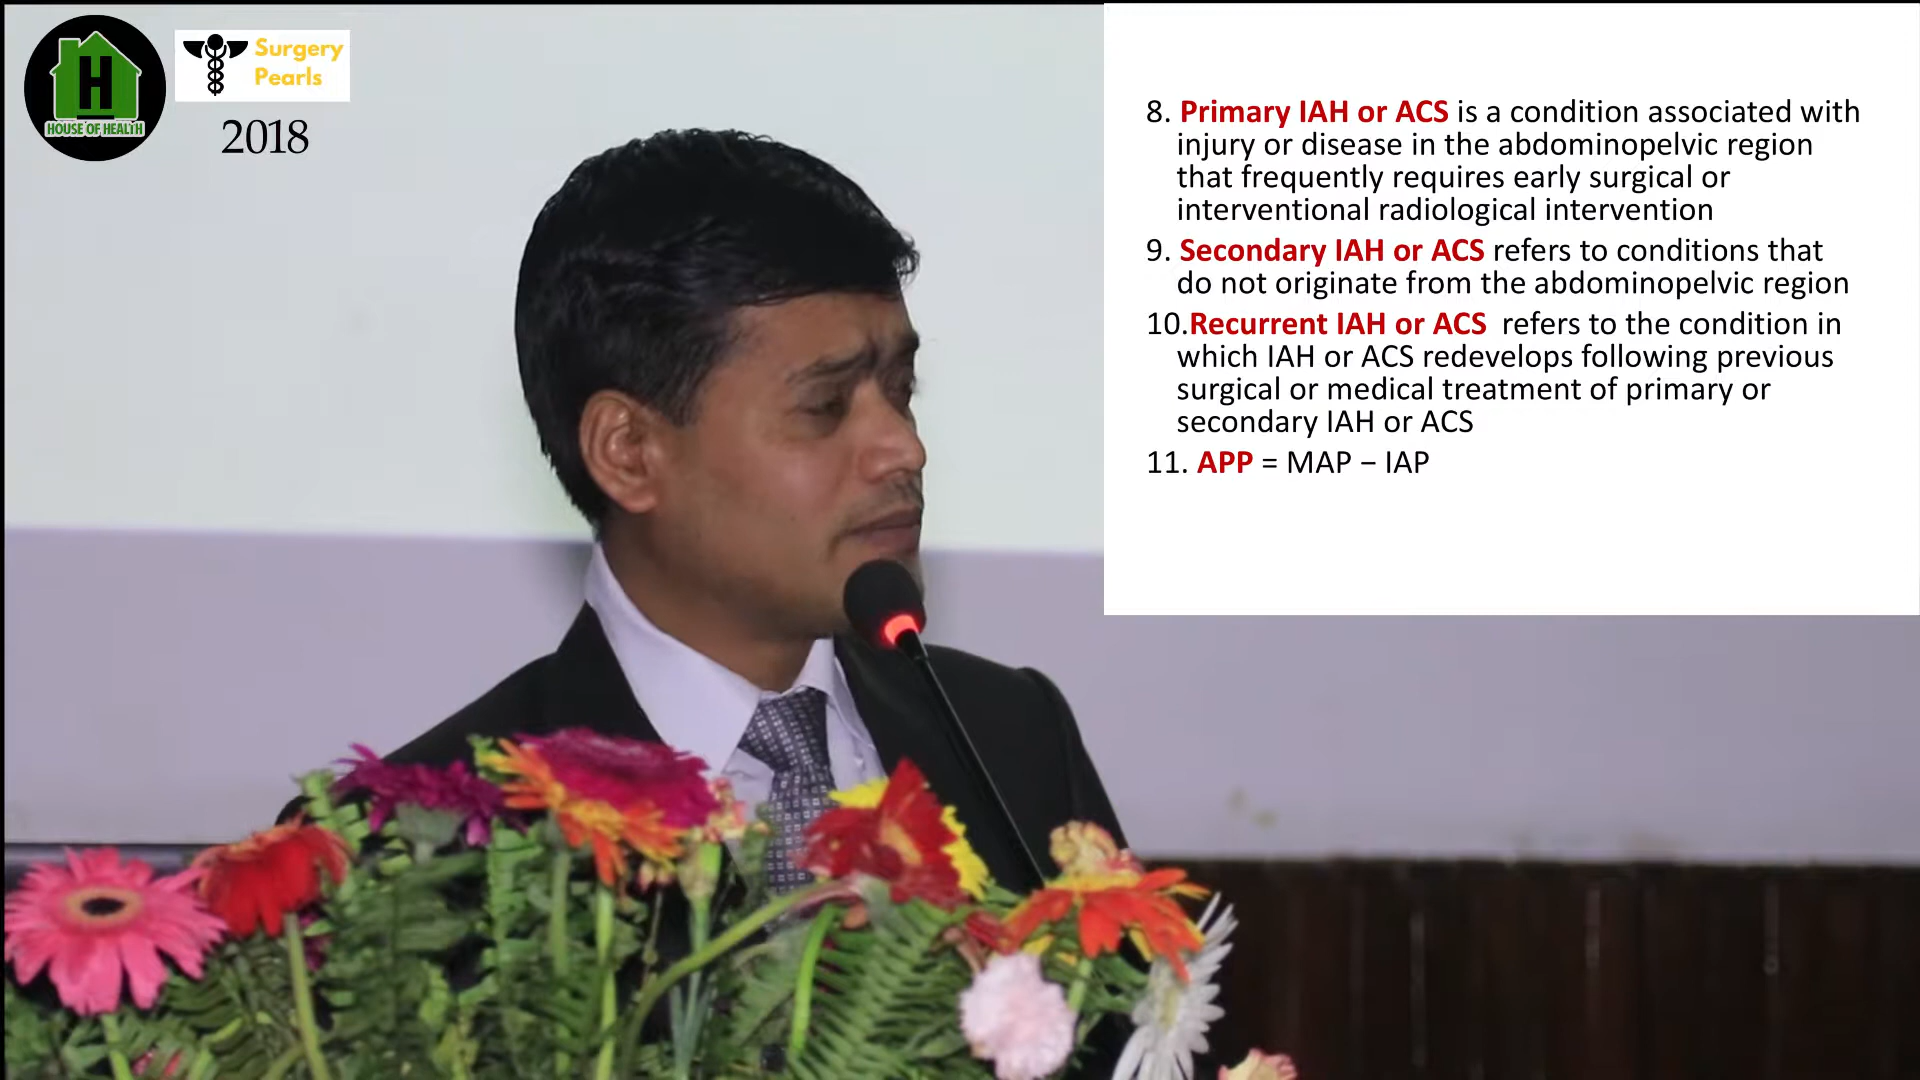 H
HOUSE OF HEALTH
Surgery
Pearls
2018
8. Primary IAH or ACS is a condition associated with
injury or disease in the abdominopelvic region
that frequently requires early surgical or
interventional radiological intervention
9. Secondary IAH or ACS refers to conditions that
do not originate from the abdominopelvic region
10.Recurrent IAH or ACS refers to the condition in
which IAH or ACS redevelops following previous
surgical or medical treatment of primary or
secondary IAH or ACS
11. APP = MAP − IAP